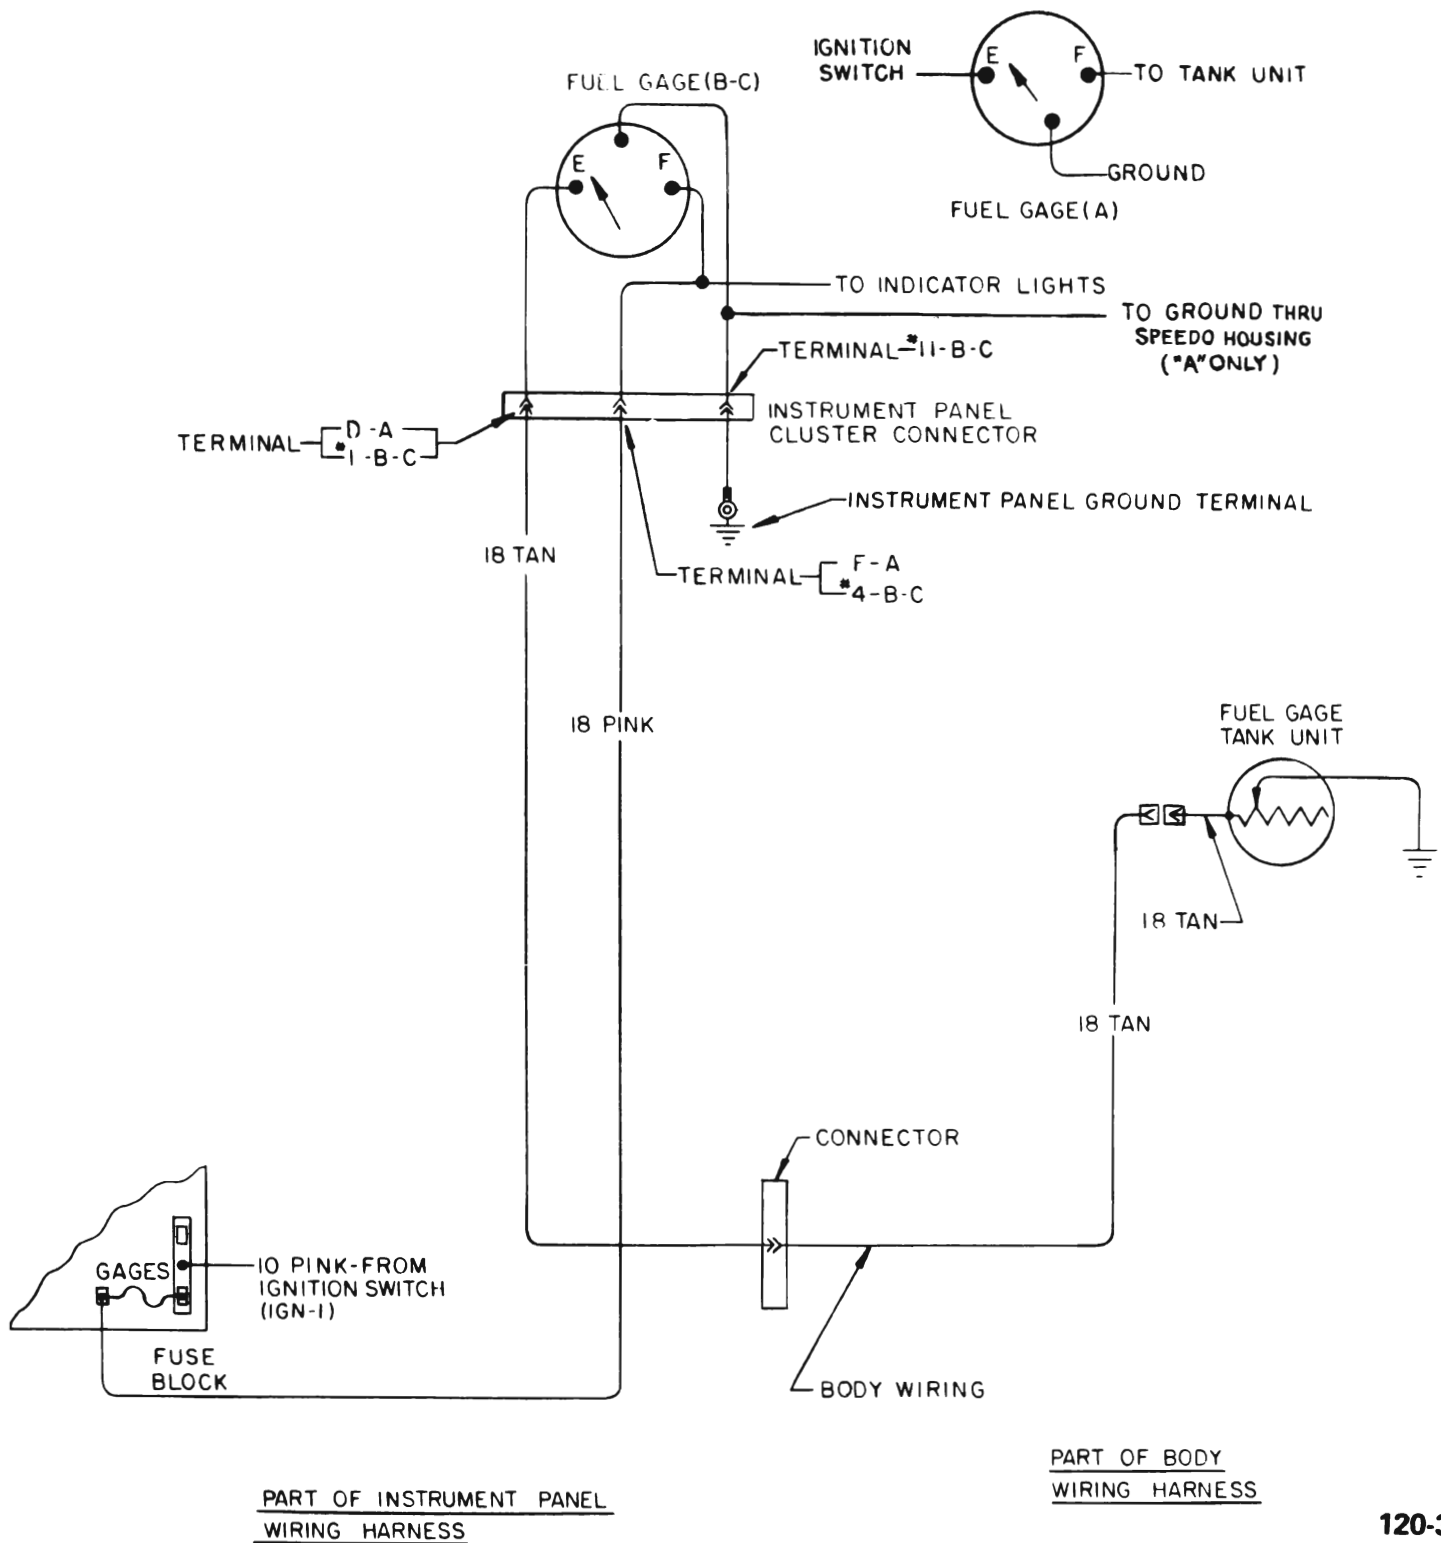 IGNITION
SWITCH
E
F
TO TANK UNIT
GROUND
FUEL GAGE(A)
FUEL GAGE(B-C)
E
F
TO INDICATOR LIGHTS
TO GROUND THRU
SPEEDO HOUSING
("A" ONLY)
TERMINAL-#11-B-C
INSTRUMENT PANEL
CLUSTER CONNECTOR
TERMINAL
D-A
#1-B-C
INSTRUMENT PANEL GROUND TERMINAL
18 TAN
TERMINAL
F-A
#4-B-C
18 PINK
FUEL GAGE
TANK UNIT
18 TAN
18 TAN
CONNECTOR
GAGES
10 PINK-FROM
IGNITION SWITCH
(IGN-1)
FUSE
BLOCK
BODY WIRING
PART OF BODY
WIRING HARNESS
PART OF INSTRUMENT PANEL
WIRING HARNESS